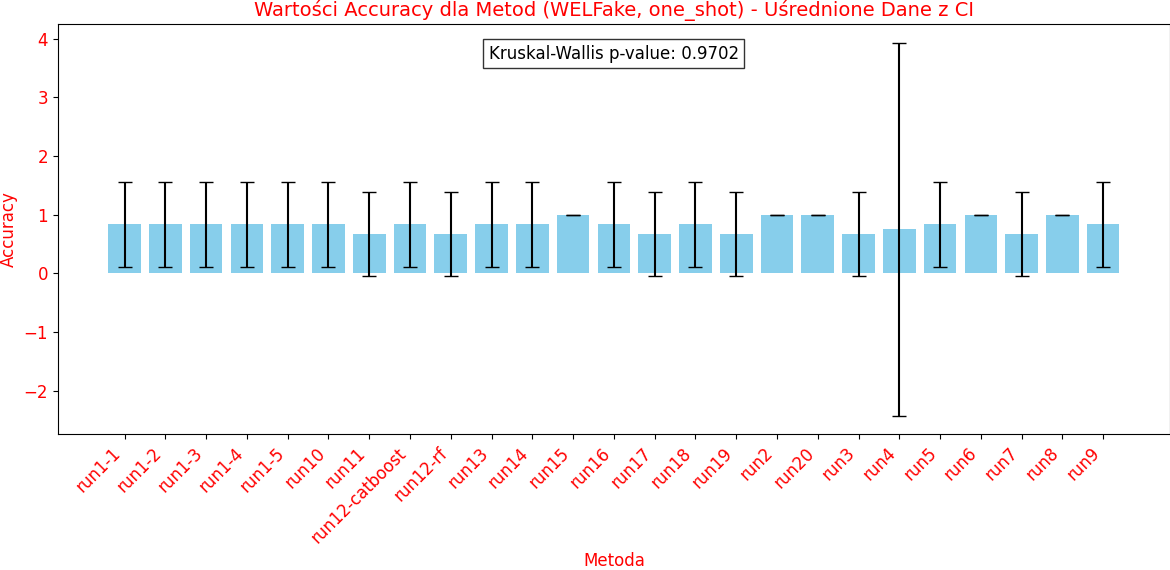 Wartości Accuracy dla Metod (WELFake, one_shot) - Uśrednione Dane z CI
Kruskal-Wallis p-value: 0.9702
Accuracy
4
3
2
1
0
−1
−2
run1-1
run1-2
run1-3
run1-4
run1-5
run10
run11
run12-catboost
run12-rf
run13
run14
run15
run16
run17
run18
run19
run2
run20
run3
run4
run5
run6
run7
run8
run9
Metoda